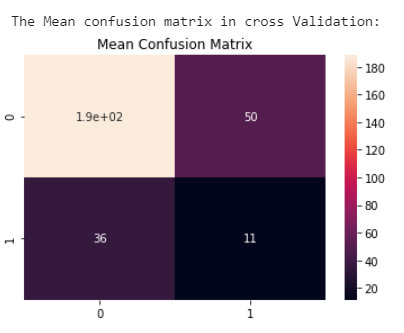 The Mean confusion matrix in cross Validation:
Mean Confusion Matrix
0 1.9e+02 50
1 36 11
0 1
180
160
140
120
100
80
60
40
20